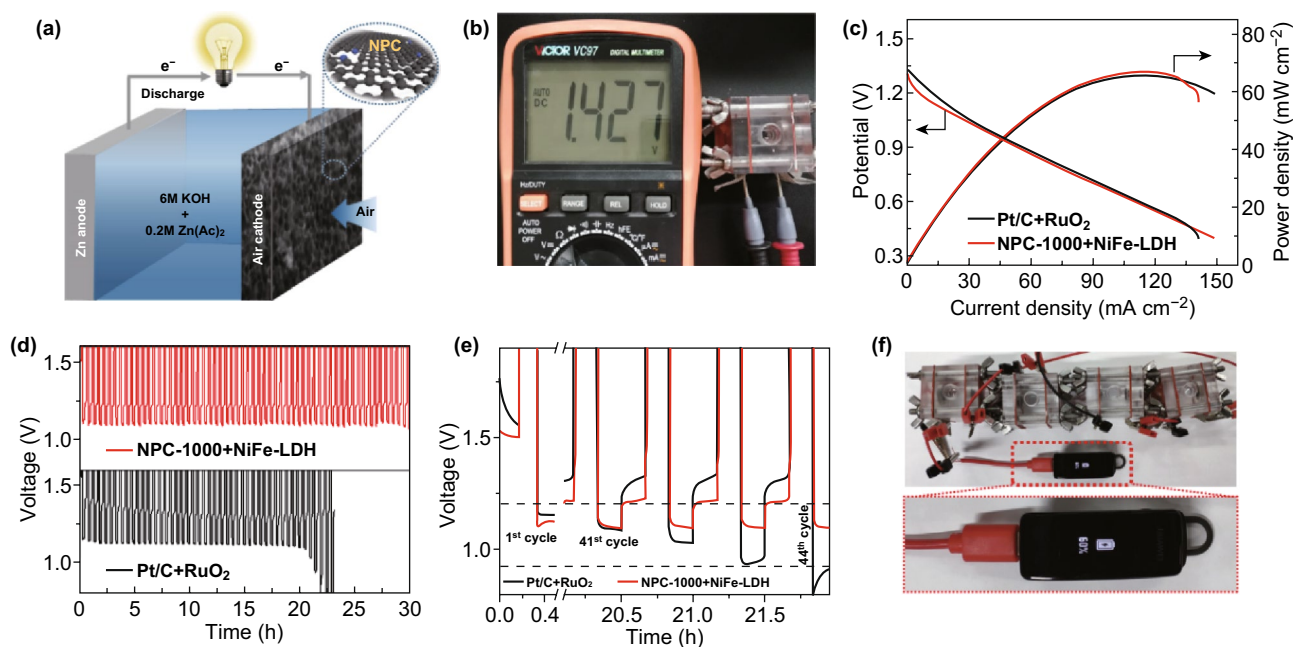 (a)
NPC
e⁻
e⁻
Discharge
Zn anode
6M KOH
+
0.2M Zn(Ac)₂
Air cathode
Air
(b)
VICTOR VC97 DIGITAL MULTIMETER
AUTO
DC
1.427
V
Hz/DUTY
SELECT RANGE REL HOLD
AUTO
POWER
OFF
Hz hFE
°C/°F
V
V~
μA
mA
(c)
Potential (V)
1.5
1.2
0.9
0.6
0.3
80
60
40
20
0
Power density (mW cm⁻²)
Pt/C+RuO₂
NPC-1000+NiFe-LDH
0 30 60 90 120 150
Current density (mA cm⁻²)
(d)
Voltage (V)
1.5
1.0
NPC-1000+NiFe-LDH
1.5
1.0
Pt/C+RuO₂
0 5 10 15 20 25 30
Time (h)
(e)
Voltage (V)
1.5
1.0
1st cycle
41st cycle
44th cycle
Pt/C+RuO₂ NPC-1000+NiFe-LDH
0.0 0.4 20.5 21.0 21.5
Time (h)
(f)
60%